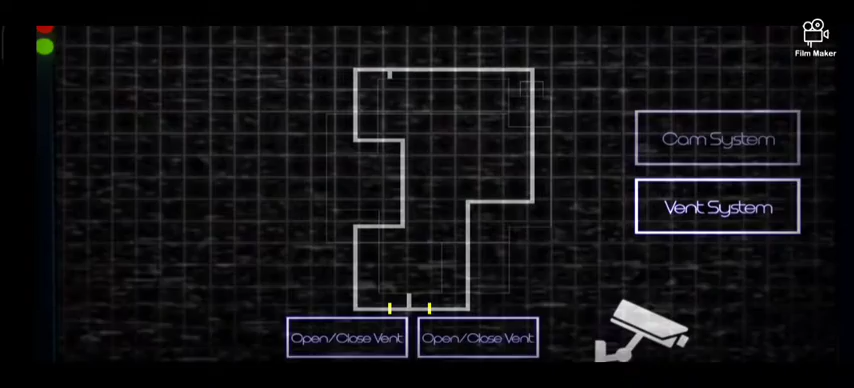 Film Maker
Cam System
Vent System
Open/Close Vent
Open/Close Vent